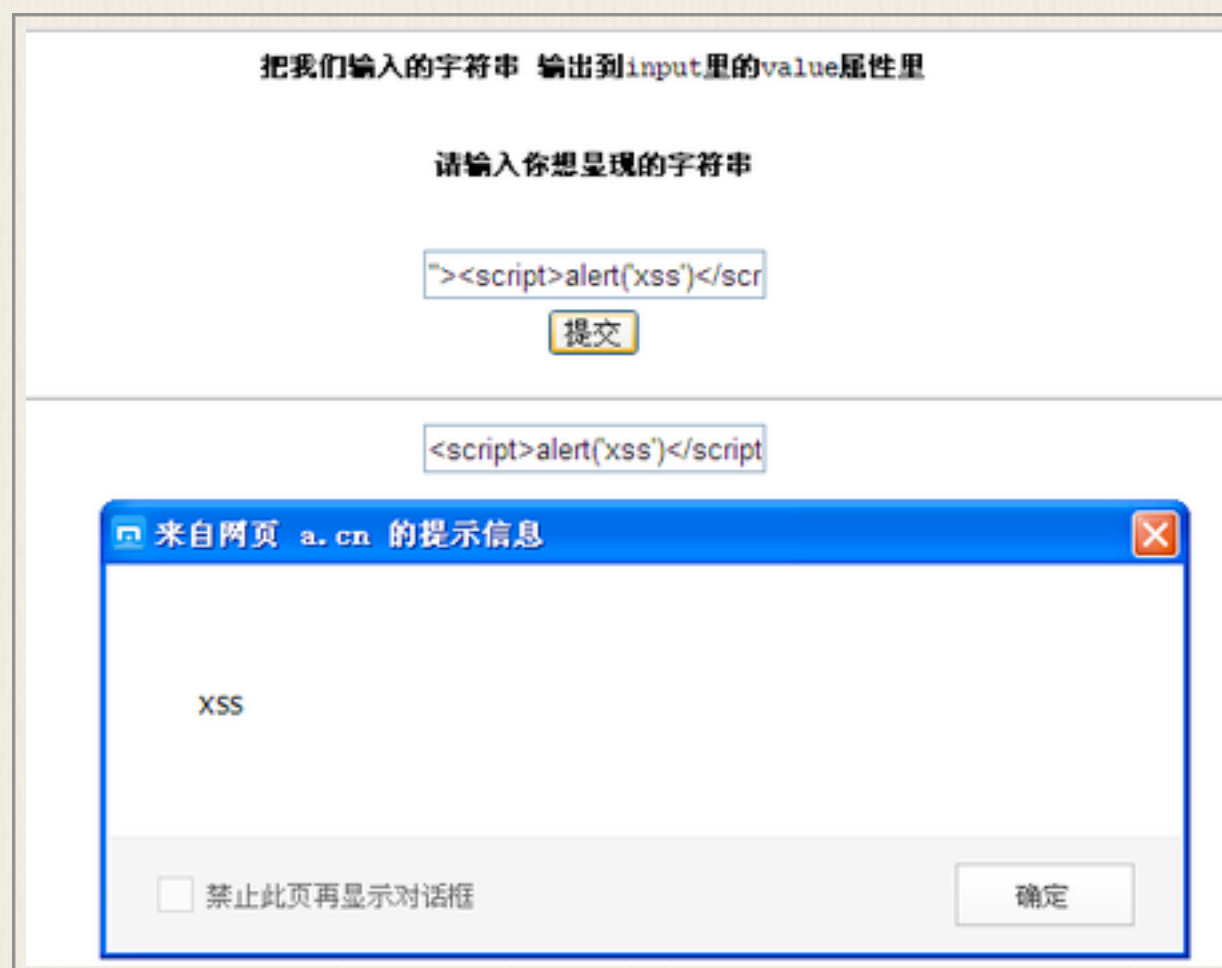 把我们输入的字符串 输出到input里的value属性里
请输入你想显现的字符串
"><script>alert('xss')</scr
提交
<script>alert('xss')</script
来自网页 a.cn 的提示信息
xss
禁止此页再显示对话框
确定